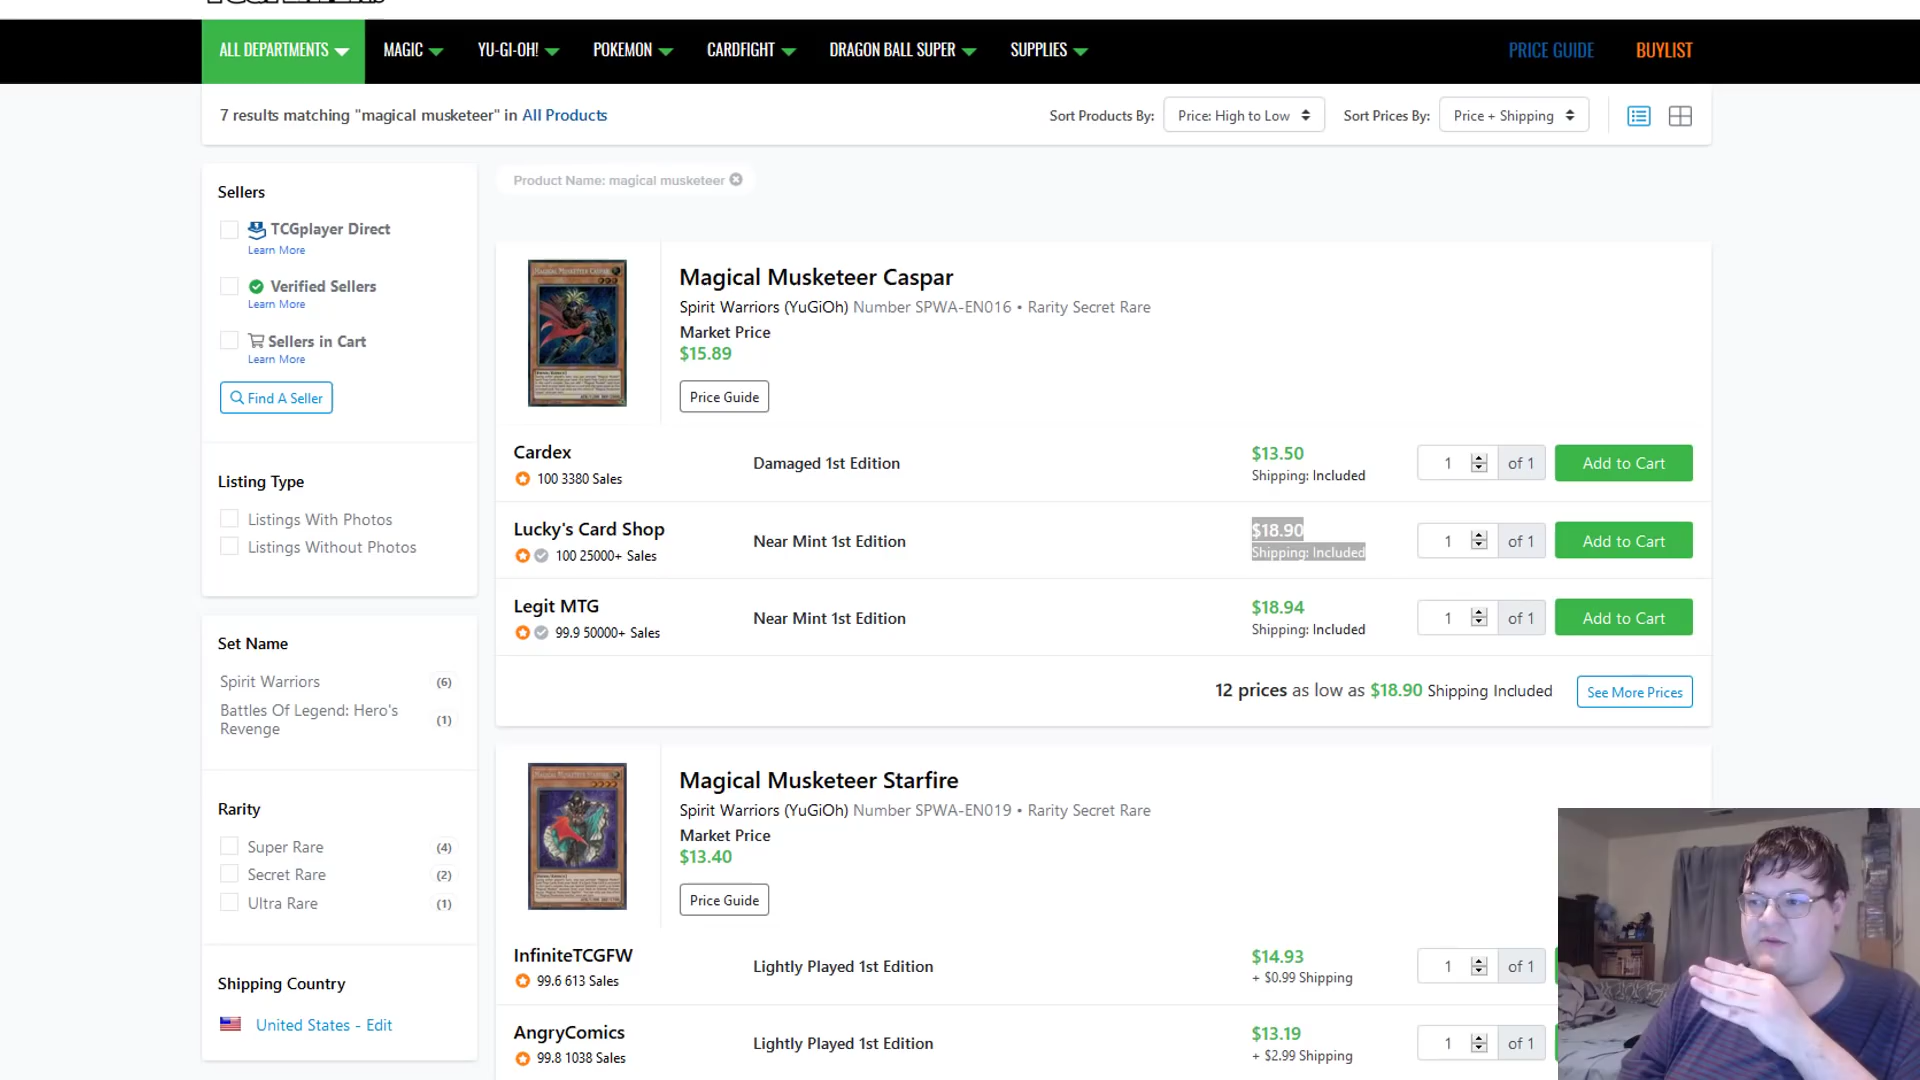 ALL DEPARTMENTS
MAGIC
YU-GI-OH!
POKEMON
CARDFIGHT
DRAGON BALL SUPER
SUPPLIES
PRICE GUIDE
BUYLIST
7 results matching "magical musketeer" in All Products
Sort Products By:
Price: High to Low
Sort Prices By:
Price + Shipping
Product Name: magical musketeer
Sellers
TCGplayer Direct
Learn More
Verified Sellers
Learn More
Sellers in Cart
Learn More
Find A Seller
Listing Type
Listings With Photos
Listings Without Photos
Set Name
Spirit Warriors (6)
Battles Of Legend: Hero's
Revenge (1)
Rarity
Super Rare (4)
Secret Rare (2)
Ultra Rare (1)
Shipping Country
United States - Edit
MAGICAL MUSKETEER CASPAR
Magical Musketeer Caspar
Spirit Warriors (YuGiOh) Number SPWA-EN016 • Rarity Secret Rare
Market Price
$15.89
Price Guide
Cardex
100 3380 Sales
Damaged 1st Edition
$13.50
Shipping: Included
1 of 1
Add to Cart
Lucky's Card Shop
100 25000+ Sales
Near Mint 1st Edition
$18.90
Shipping: Included
1 of 1
Add to Cart
Legit MTG
99.9 50000+ Sales
Near Mint 1st Edition
$18.94
Shipping: Included
1 of 1
Add to Cart
12 prices as low as $18.90 Shipping Included
See More Prices
MAGICAL MUSKETEER STARFIRE
Magical Musketeer Starfire
Spirit Warriors (YuGiOh) Number SPWA-EN019 • Rarity Secret Rare
Market Price
$13.40
Price Guide
InfiniteTCGFW
99.6 613 Sales
Lightly Played 1st Edition
$14.93
+ $0.99 Shipping
1 of 1
AngryComics
99.8 1038 Sales
Lightly Played 1st Edition
$13.19
+ $2.99 Shipping
1 of 1